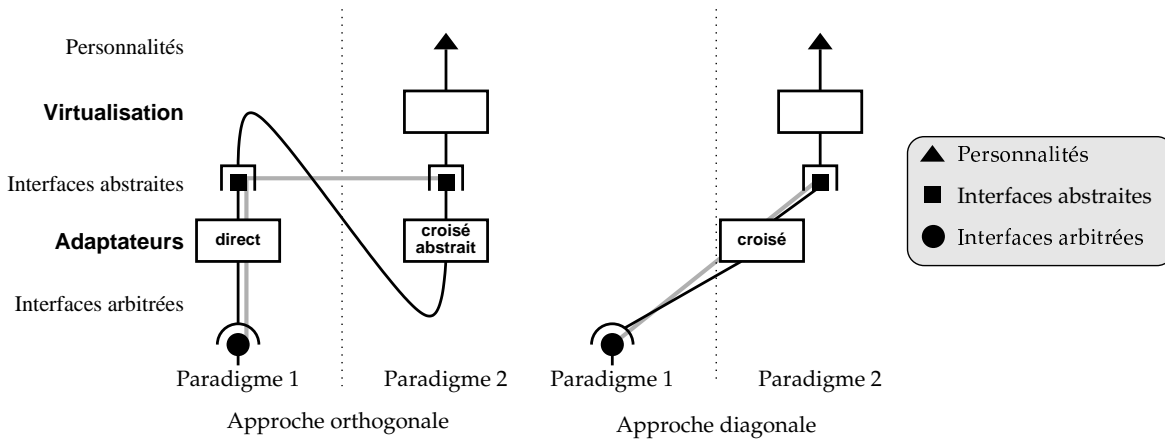 Personnalités
Virtualisation
Interfaces abstraites
Adaptateurs
Interfaces arbitrées
direct
croisé
abstrait
Paradigme 1
Paradigme 2
Approche orthogonale
croisé
Paradigme 1
Paradigme 2
Approche diagonale
Personnalités
Interfaces abstraites
Interfaces arbitrées